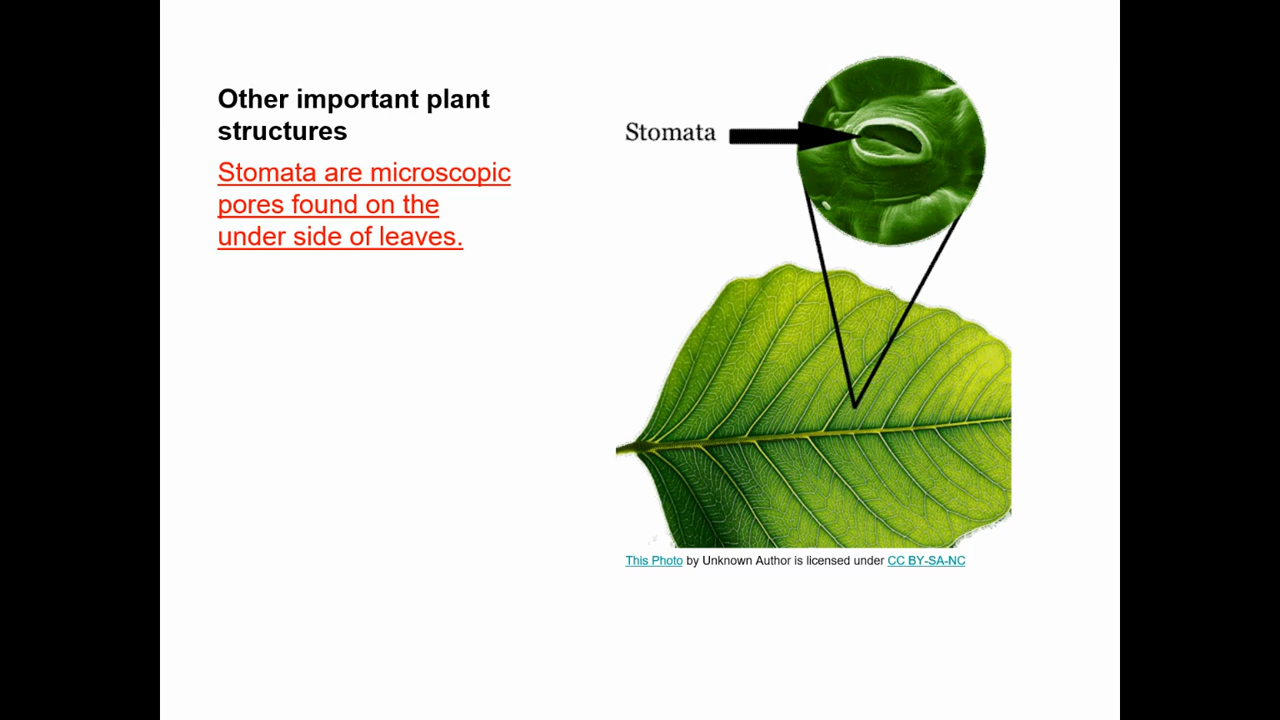 Other important plant
structures
Stomata are microscopic
pores found on the
under side of leaves.
Stomata
This Photo by Unknown Author is licensed under CC BY-SA-NC